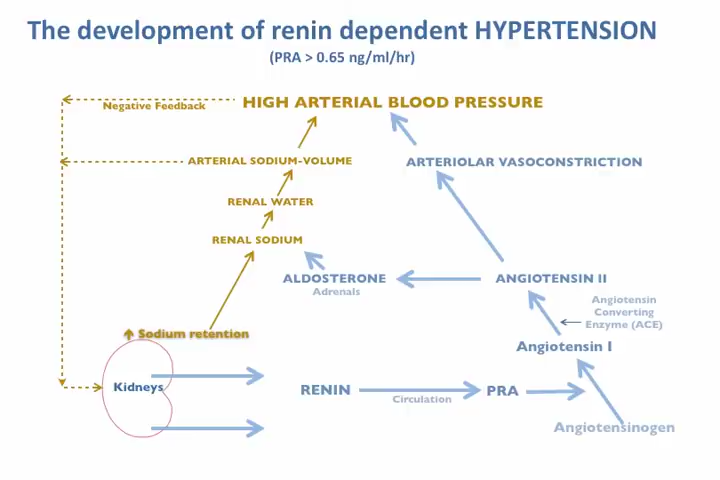 The development of renin dependent HYPERTENSION
(PRA > 0.65 ng/ml/hr)
HIGH ARTERIAL BLOOD PRESSURE
Negative Feedback
ARTERIAL SODIUM-VOLUME
ARTERIOLAR VASOCONSTRICTION
RENAL WATER
RENAL SODIUM
ALDOSTERONE
Adrenals
ANGIOTENSIN II
Angiotensin
Converting
Enzyme (ACE)
Sodium retention
Angiotensin I
Kidneys
RENIN
Circulation
PRA
Angiotensinogen